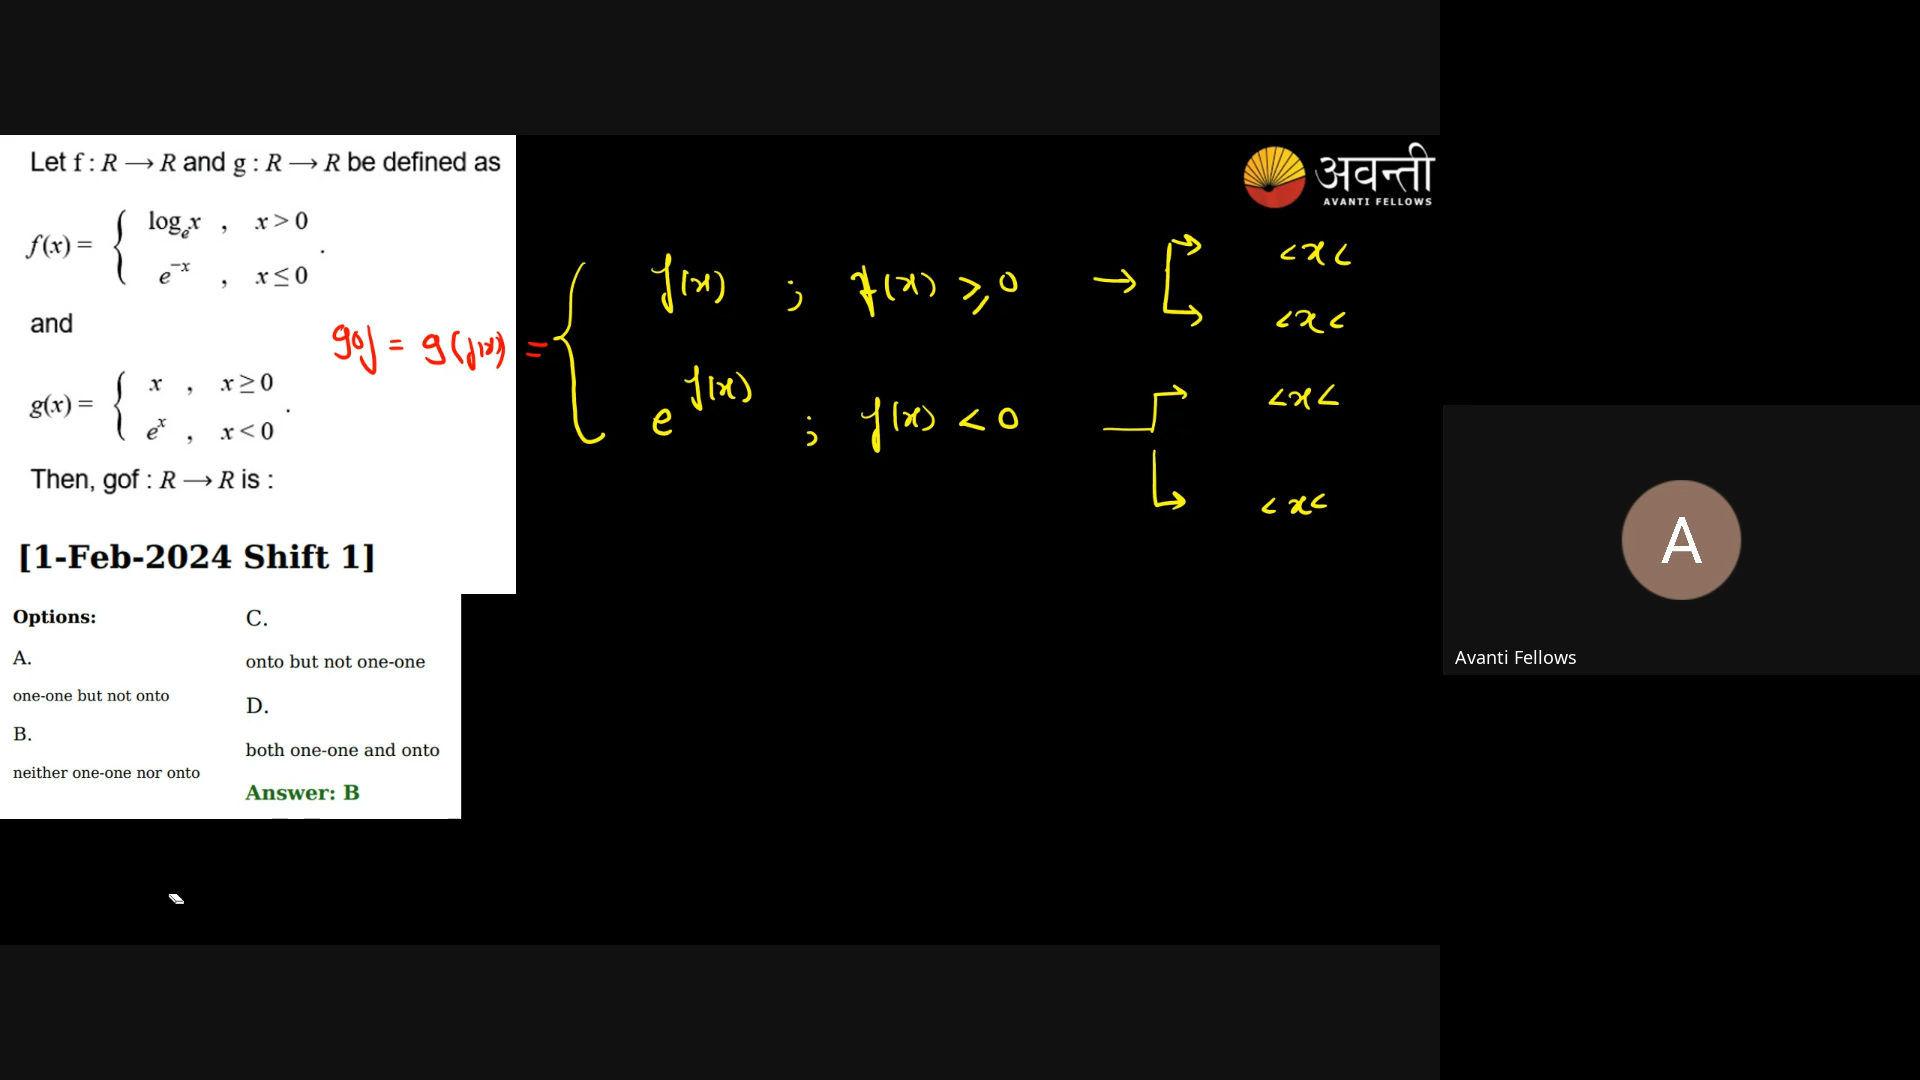 Let f : R ⟶ R and g : R ⟶ R be defined as
f(x) = { logₑx , x > 0
e⁻ˣ , x ≤ 0 .
and
g(x) = { x , x ≥ 0
eˣ , x < 0 .
Then, gof : R ⟶ R is :
[1-Feb-2024 Shift 1]
Options:
A.
one-one but not onto
B.
neither one-one nor onto
C.
onto but not one-one
D.
both one-one and onto
Answer: B
gof = g(f(x)) =
f(x) ; f(x) ⩾ 0 →
<x<
<x<
e^f(x) ; f(x) < 0
<x<
<x<
अवन्ती
AVANTI FELLOWS
A
Avanti Fellows